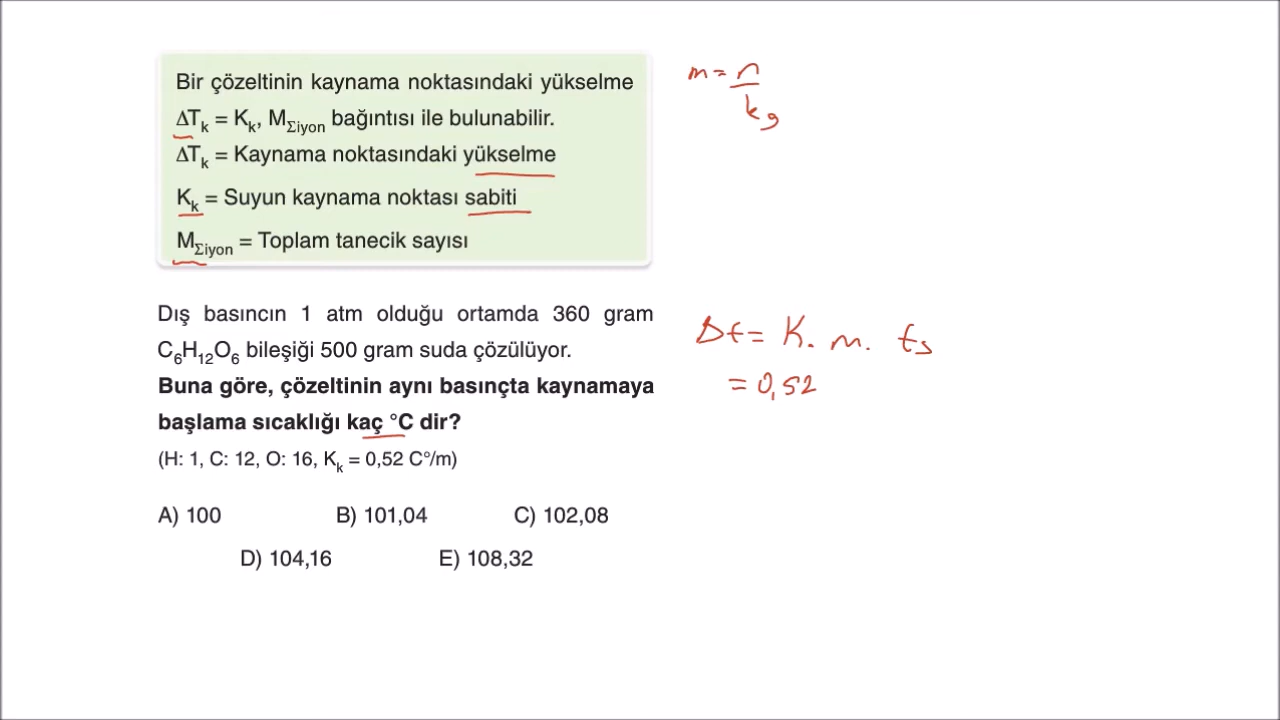 Bir çözeltinin kaynama noktasındaki yükselme
ΔTₖ = Kₖ, M_Σiyon bağıntısı ile bulunabilir.
ΔTₖ = Kaynama noktasındaki yükselme
Kₖ = Suyun kaynama noktası sabiti
M_Σiyon = Toplam tanecik sayısı
m = n / kg
Dış basıncın 1 atm olduğu ortamda 360 gram
C₆H₁₂O₆ bileşiği 500 gram suda çözülüyor.
Buna göre, çözeltinin aynı basınçta kaynamaya
başlama sıcaklığı kaç °C dir?
(H: 1, C: 12, O: 16, Kₖ = 0,52 C°/m)
A) 100 B) 101,04 C) 102,08
D) 104,16 E) 108,32
Δt = K. m. ts
= 0,52